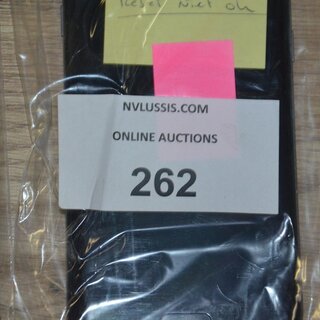 Reset Niet ok
NVLUSSIS.COM
ONLINE AUCTIONS
262